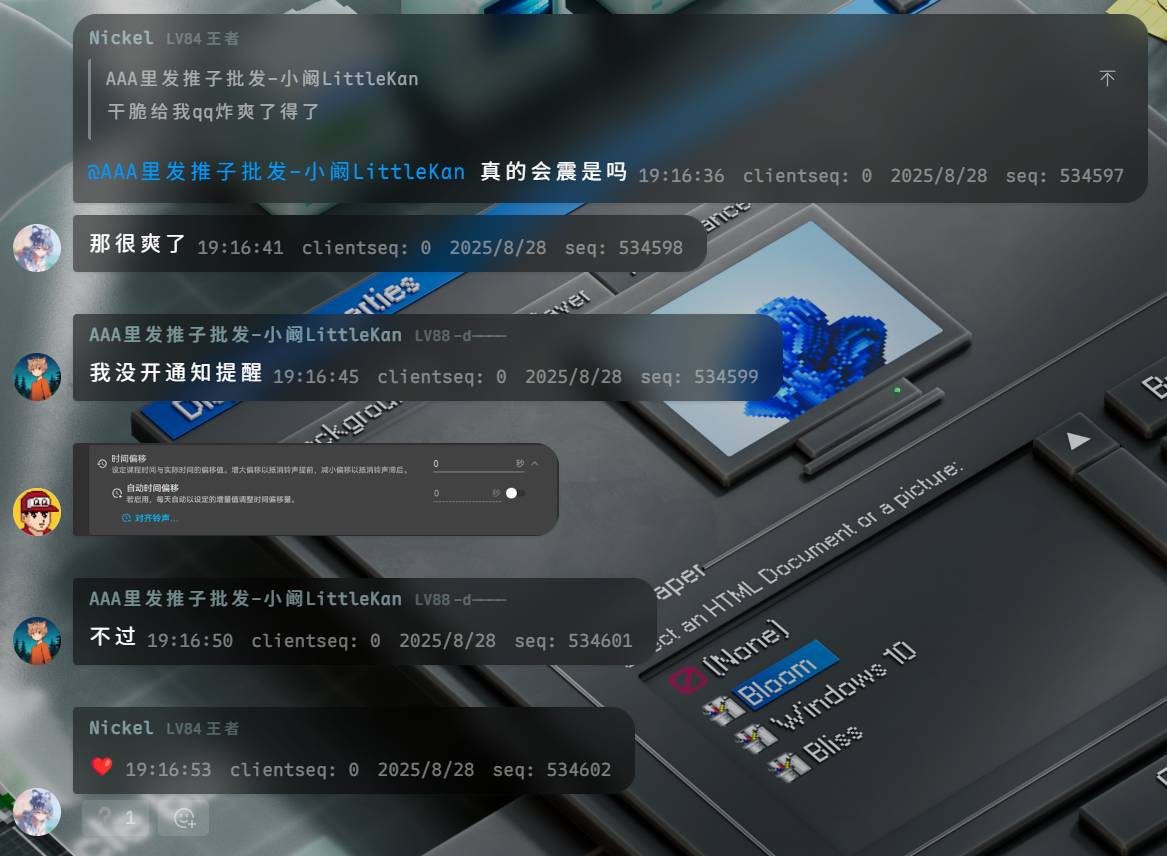 Nickel LV84 王者
AAA里发推子批发-小阚LittleKan
干脆给我qq炸爽了得了
@AAA里发推子批发-小阚LittleKan 真的会震是吗 19:16:36 clientseq: 0 2025/8/28 seq: 534597
那很爽了 19:16:41 clientseq: 0 2025/8/28 seq: 534598
AAA里发推子批发-小阚LittleKan LV88 -d———
我没开通知提醒 19:16:45 clientseq: 0 2025/8/28 seq: 534599
时间偏移
设定课程时间与实际时间的偏移值。增大偏移以抵消铃声提前，减小偏移以抵消铃声滞后。
0 秒
自动时间偏移
若启用，每天自动以设定的增量值调整时间偏移量。
0 秒
对齐铃声...
AAA里发推子批发-小阚LittleKan LV88 -d———
不过 19:16:50 clientseq: 0 2025/8/28 seq: 534601
Nickel LV84 王者
❤ 19:16:53 clientseq: 0 2025/8/28 seq: 534602
? 1
ect an HTML Document or a picture:
(None)
Bloom
Windows 10
Bliss